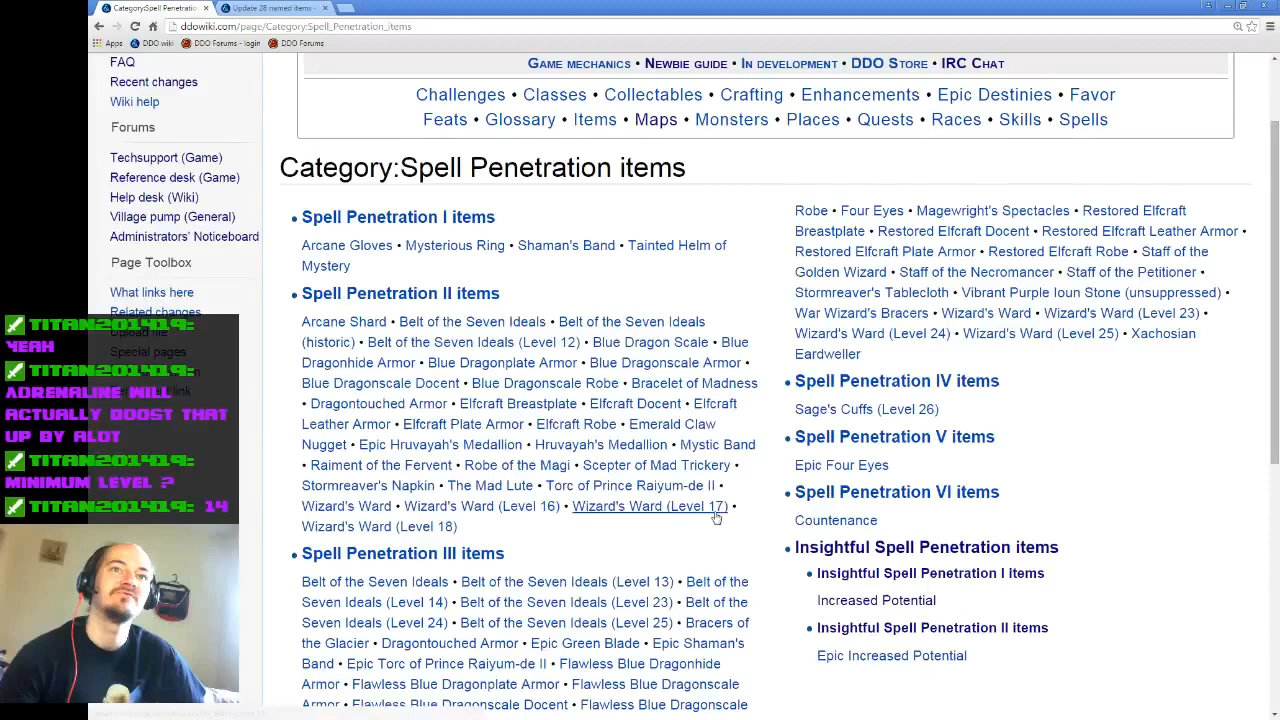 Category:Spell Penetration
Update 28 named items -
ddowiki.com/page/Category:Spell_Penetration_items
Apps DDO wiki DDO Forums - login DDO Forums
FAQ
Recent changes
Wiki help
Forums
Techsupport (Game)
Reference desk (Game)
Help desk (Wiki)
Village pump (General)
Administrators' Noticeboard
Page Toolbox
What links here
Related changes
Special pages
Game mechanics • Newbie guide • In development • DDO Store • IRC Chat
Challenges • Classes • Collectables • Crafting • Enhancements • Epic Destinies • Favor
Feats • Glossary • Items • Maps • Monsters • Places • Quests • Races • Skills • Spells
Category:Spell Penetration items
• Spell Penetration I items
Arcane Gloves • Mysterious Ring • Shaman's Band • Tainted Helm of
Mystery
• Spell Penetration II items
Arcane Shard • Belt of the Seven Ideals • Belt of the Seven Ideals
(historic) • Belt of the Seven Ideals (Level 12) • Blue Dragon Scale • Blue
Dragonhide Armor • Blue Dragonplate Armor • Blue Dragonscale Armor •
Blue Dragonscale Docent • Blue Dragonscale Robe • Bracelet of Madness
• Dragontouched Armor • Elfcraft Breastplate • Elfcraft Docent • Elfcraft
Leather Armor • Elfcraft Plate Armor • Elfcraft Robe • Emerald Claw
Nugget • Epic Hruvayah's Medallion • Hruvayah's Medallion • Mystic Band
• Raiment of the Fervent • Robe of the Magi • Scepter of Mad Trickery •
Stormreaver's Napkin • The Mad Lute • Torc of Prince Raiyum-de II •
Wizard's Ward • Wizard's Ward (Level 16) • Wizard's Ward (Level 17) •
Wizard's Ward (Level 18)
• Spell Penetration III items
Belt of the Seven Ideals • Belt of the Seven Ideals (Level 13) • Belt of the
Seven Ideals (Level 14) • Belt of the Seven Ideals (Level 23) • Belt of the
Seven Ideals (Level 24) • Belt of the Seven Ideals (Level 25) • Bracers of
the Glacier • Dragontouched Armor • Epic Green Blade • Epic Shaman's
Band • Epic Torc of Prince Raiyum-de II • Flawless Blue Dragonhide
Armor • Flawless Blue Dragonplate Armor • Flawless Blue Dragonscale
Armor • Flawless Blue Dragonscale Docent • Flawless Blue Dragonscale
Robe • Four Eyes • Magewright's Spectacles • Restored Elfcraft
Breastplate • Restored Elfcraft Docent • Restored Elfcraft Leather Armor •
Restored Elfcraft Plate Armor • Restored Elfcraft Robe • Staff of the
Golden Wizard • Staff of the Necromancer • Staff of the Petitioner •
Stormreaver's Tablecloth • Vibrant Purple Ioun Stone (unsuppressed) •
War Wizard's Bracers • Wizard's Ward • Wizard's Ward (Level 23) •
Wizard's Ward (Level 24) • Wizard's Ward (Level 25) • Xachosian
Eardweller
• Spell Penetration IV items
Sage's Cuffs (Level 26)
• Spell Penetration V items
Epic Four Eyes
• Spell Penetration VI items
Countenance
• Insightful Spell Penetration items
• Insightful Spell Penetration I items
Increased Potential
• Insightful Spell Penetration II items
Epic Increased Potential
TITAN201419:
YEAH
TITAN201419:
ADRENALINE WILL
ACTUALLY BOOST THAT
UP BY ALOT
TITAN201419:
MINIMUM LEVEL ?
TITAN201419: 14